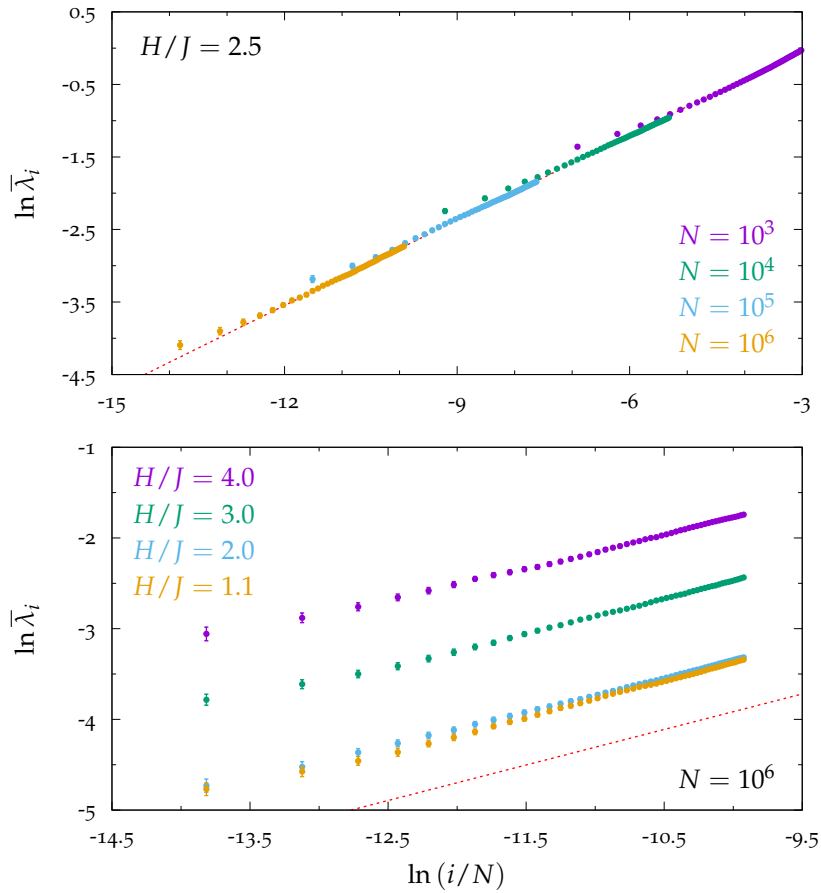 0.5
H/J = 2.5
-0.5
-1.5
ln λ̅ᵢ
-2.5
N = 10³
N = 10⁴
-3.5
N = 10⁵
N = 10⁶
-4.5
-15 -12 -9 -6 -3
-1
H/J = 4.0
H/J = 3.0
-2
H/J = 2.0
H/J = 1.1
ln λ̅ᵢ
-3
-4
N = 10⁶
-5
-14.5 -13.5 -12.5 -11.5 -10.5 -9.5
ln (i/N)